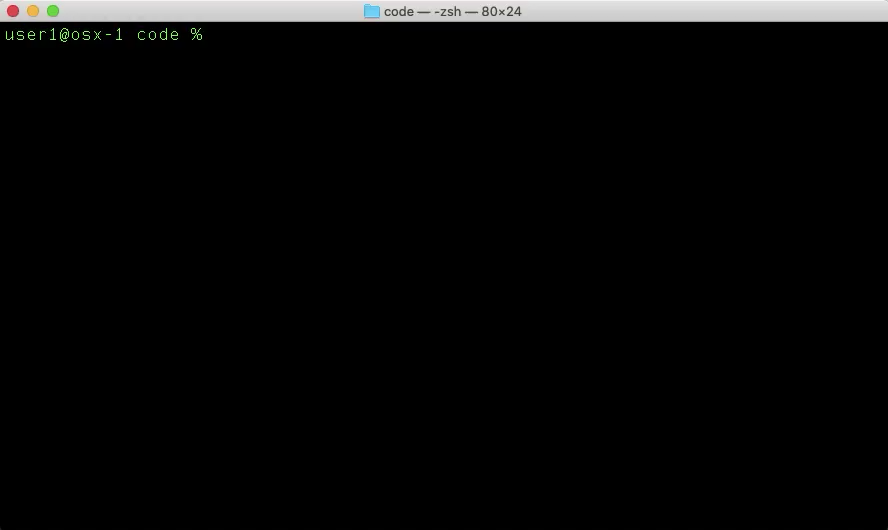 code — -zsh — 80×24
user1@osx-1 code %